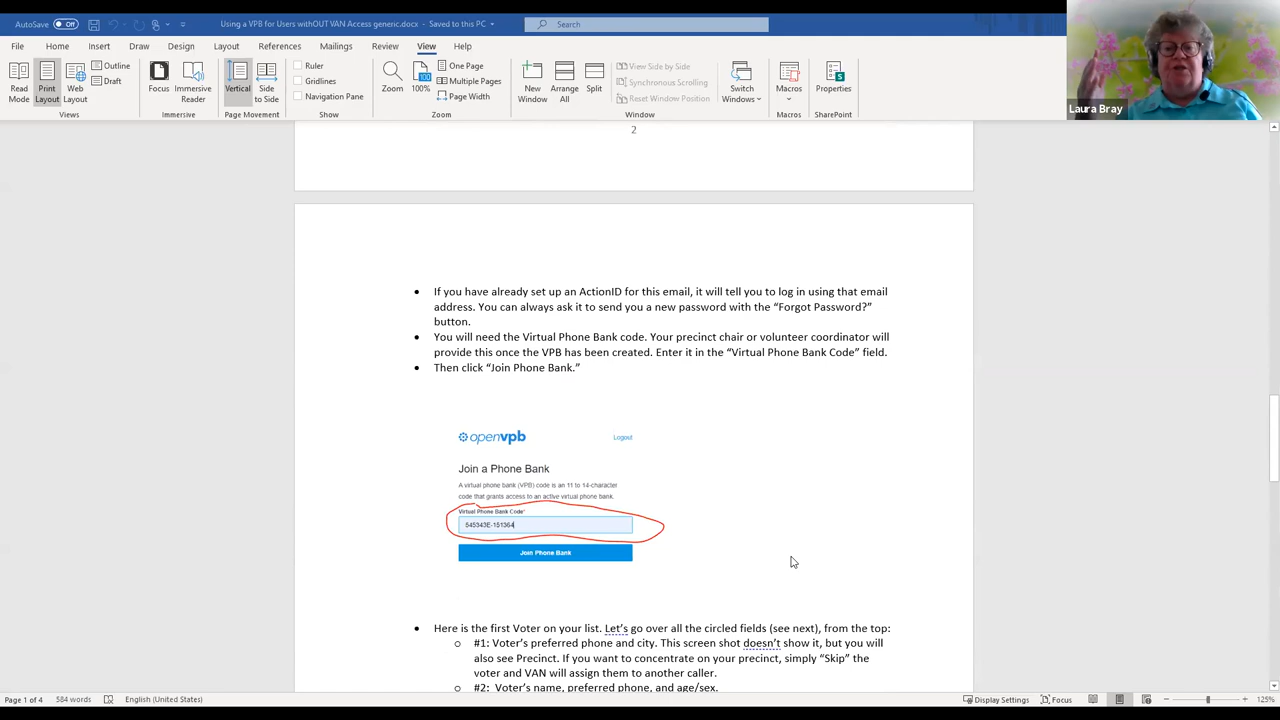 AutoSave Off Using a VPB for Users withOUT VAN Access generic.docx - Saved to this PC Search
File Home Insert Draw Design Layout References Mailings Review View Help
Read Mode Print Layout Web Layout Outline Draft
Focus Immersive Reader Vertical Side to Side
Ruler Gridlines Navigation Pane
Zoom 100% One Page Multiple Pages Page Width
New Window Arrange All Split View Side by Side Synchronous Scrolling Reset Window Position Switch Windows
Macros Properties
Views Immersive Page Movement Show Zoom Window Macros SharePoint
Laura Bray
2
• If you have already set up an ActionID for this email, it will tell you to log in using that email
address. You can always ask it to send you a new password with the “Forgot Password?”
button.
• You will need the Virtual Phone Bank code. Your precinct chair or volunteer coordinator will
provide this once the VPB has been created. Enter it in the “Virtual Phone Bank Code” field.
• Then click “Join Phone Bank.”
openvpb Logout
Join a Phone Bank
A virtual phone bank (VPB) code is an 11 to 14-character
code that grants access to an active virtual phone bank.
Virtual Phone Bank Code*
545343E-151364
Join Phone Bank
• Here is the first Voter on your list. Let’s go over all the circled fields (see next), from the top:
o #1: Voter’s preferred phone and city. This screen shot doesn’t show it, but you will
also see Precinct. If you want to concentrate on your precinct, simply “Skip” the
voter and VAN will assign them to another caller.
o #2: Voter’s name, preferred phone, and age/sex.
Page 1 of 4 584 words English (United States) Display Settings Focus 125%